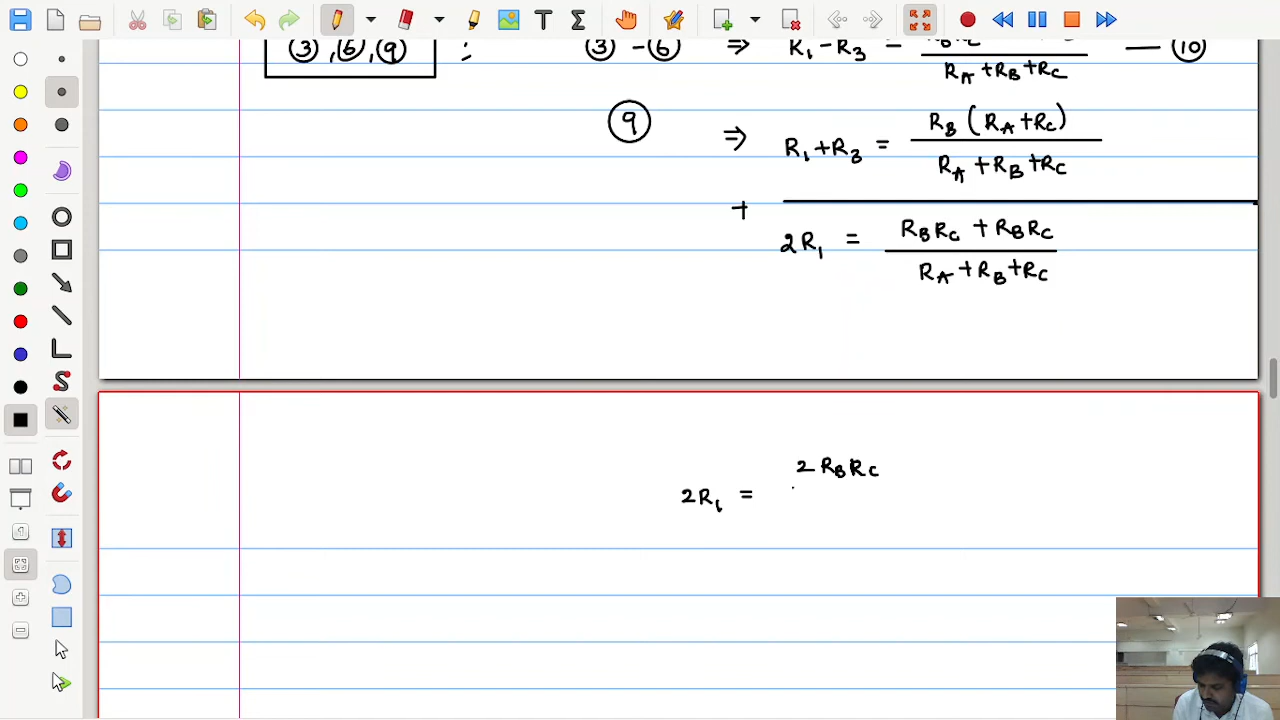 ③ , ⑥ , ⑨ : ③ - ⑥ ⇒ R₁ - R₃ = / R_A + R_B + R_C — ⑩
⑨ ⇒ R₁ + R₃ = R_B (R_A + R_C) / R_A + R_B + R_C
+
2R₁ = R_B R_C + R_B R_C / R_A + R_B + R_C
2R₁ = 2 R_B R_C